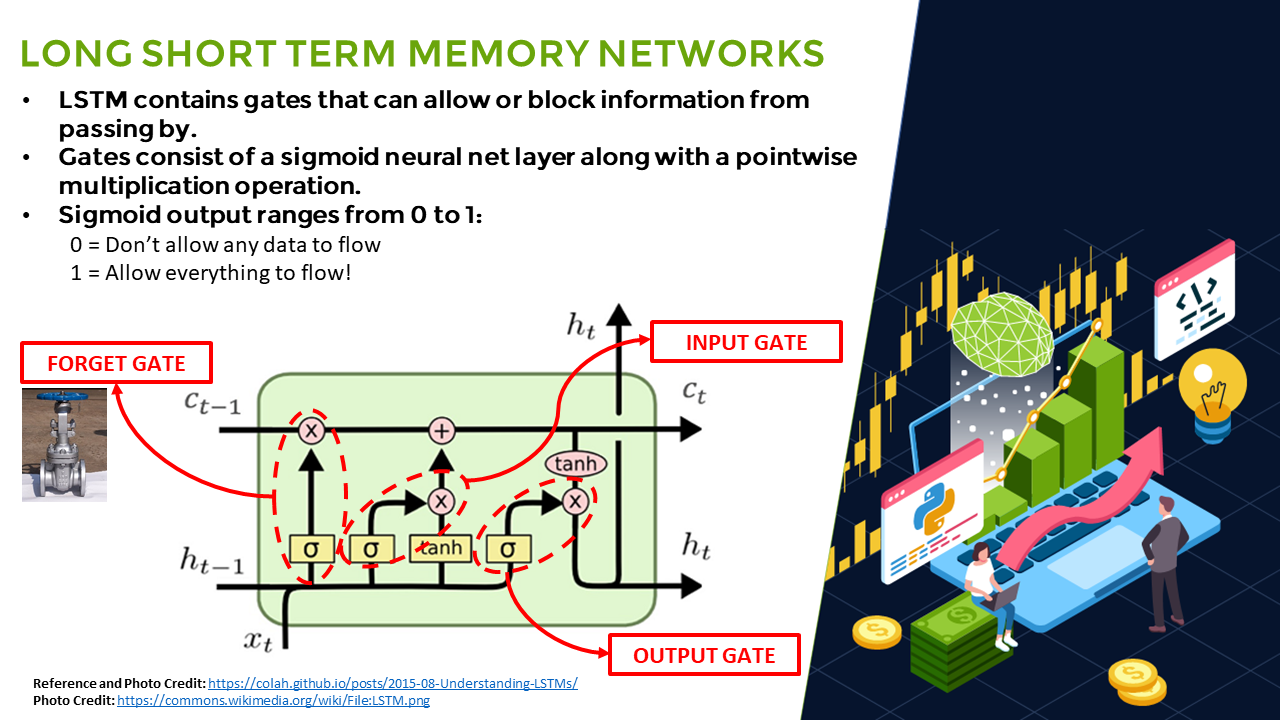 LONG SHORT TERM MEMORY NETWORKS
• LSTM contains gates that can allow or block information from
passing by.
• Gates consist of a sigmoid neural net layer along with a pointwise
multiplication operation.
• Sigmoid output ranges from 0 to 1:
0 = Don’t allow any data to flow
1 = Allow everything to flow!
h_t
INPUT GATE
FORGET GATE
c_{t-1}
c_t
x
+
tanh
x
x
σ
σ
tanh
σ
h_{t-1}
h_t
x_t
OUTPUT GATE
Reference and Photo Credit: https://colah.github.io/posts/2015-08-Understanding-LSTMs/
Photo Credit: https://commons.wikimedia.org/wiki/File:LSTM.png
<\>
$
$
$